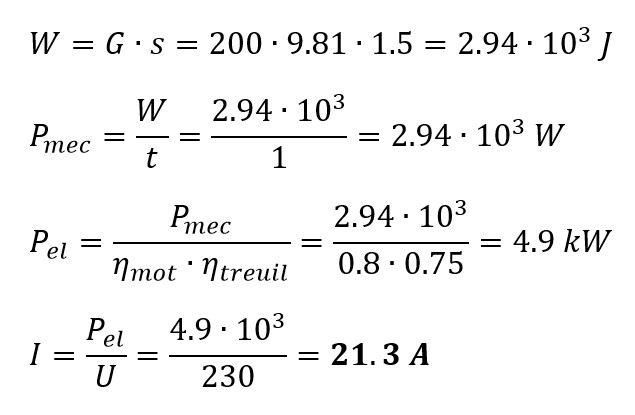 W = G · s = 200 · 9.81 · 1.5 = 2.94 · 10³ J
P_mec = W/t = 2.94 · 10³/1 = 2.94 · 10³ W
P_el = P_mec/η_mot · η_treuil = 2.94 · 10³/0.8 · 0.75 = 4.9 kW
I = P_el/U = 4.9 · 10³/230 = 21.3 A